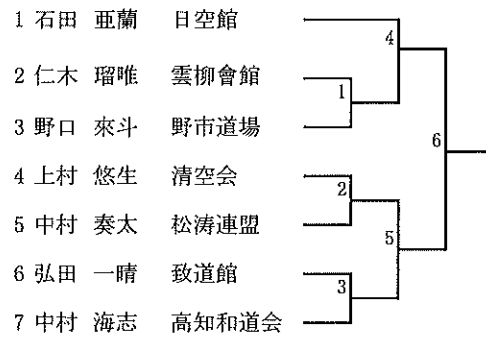 1 石田 亜蘭 日空館
4
2 仁木 瑠唯 雲柳會館
1
3 野口 來斗 野市道場
6
4 上村 悠生 清空会
2
5 中村 奏太 松涛連盟
5
6 弘田 一晴 致道館
3
7 中村 海志 高知和道会